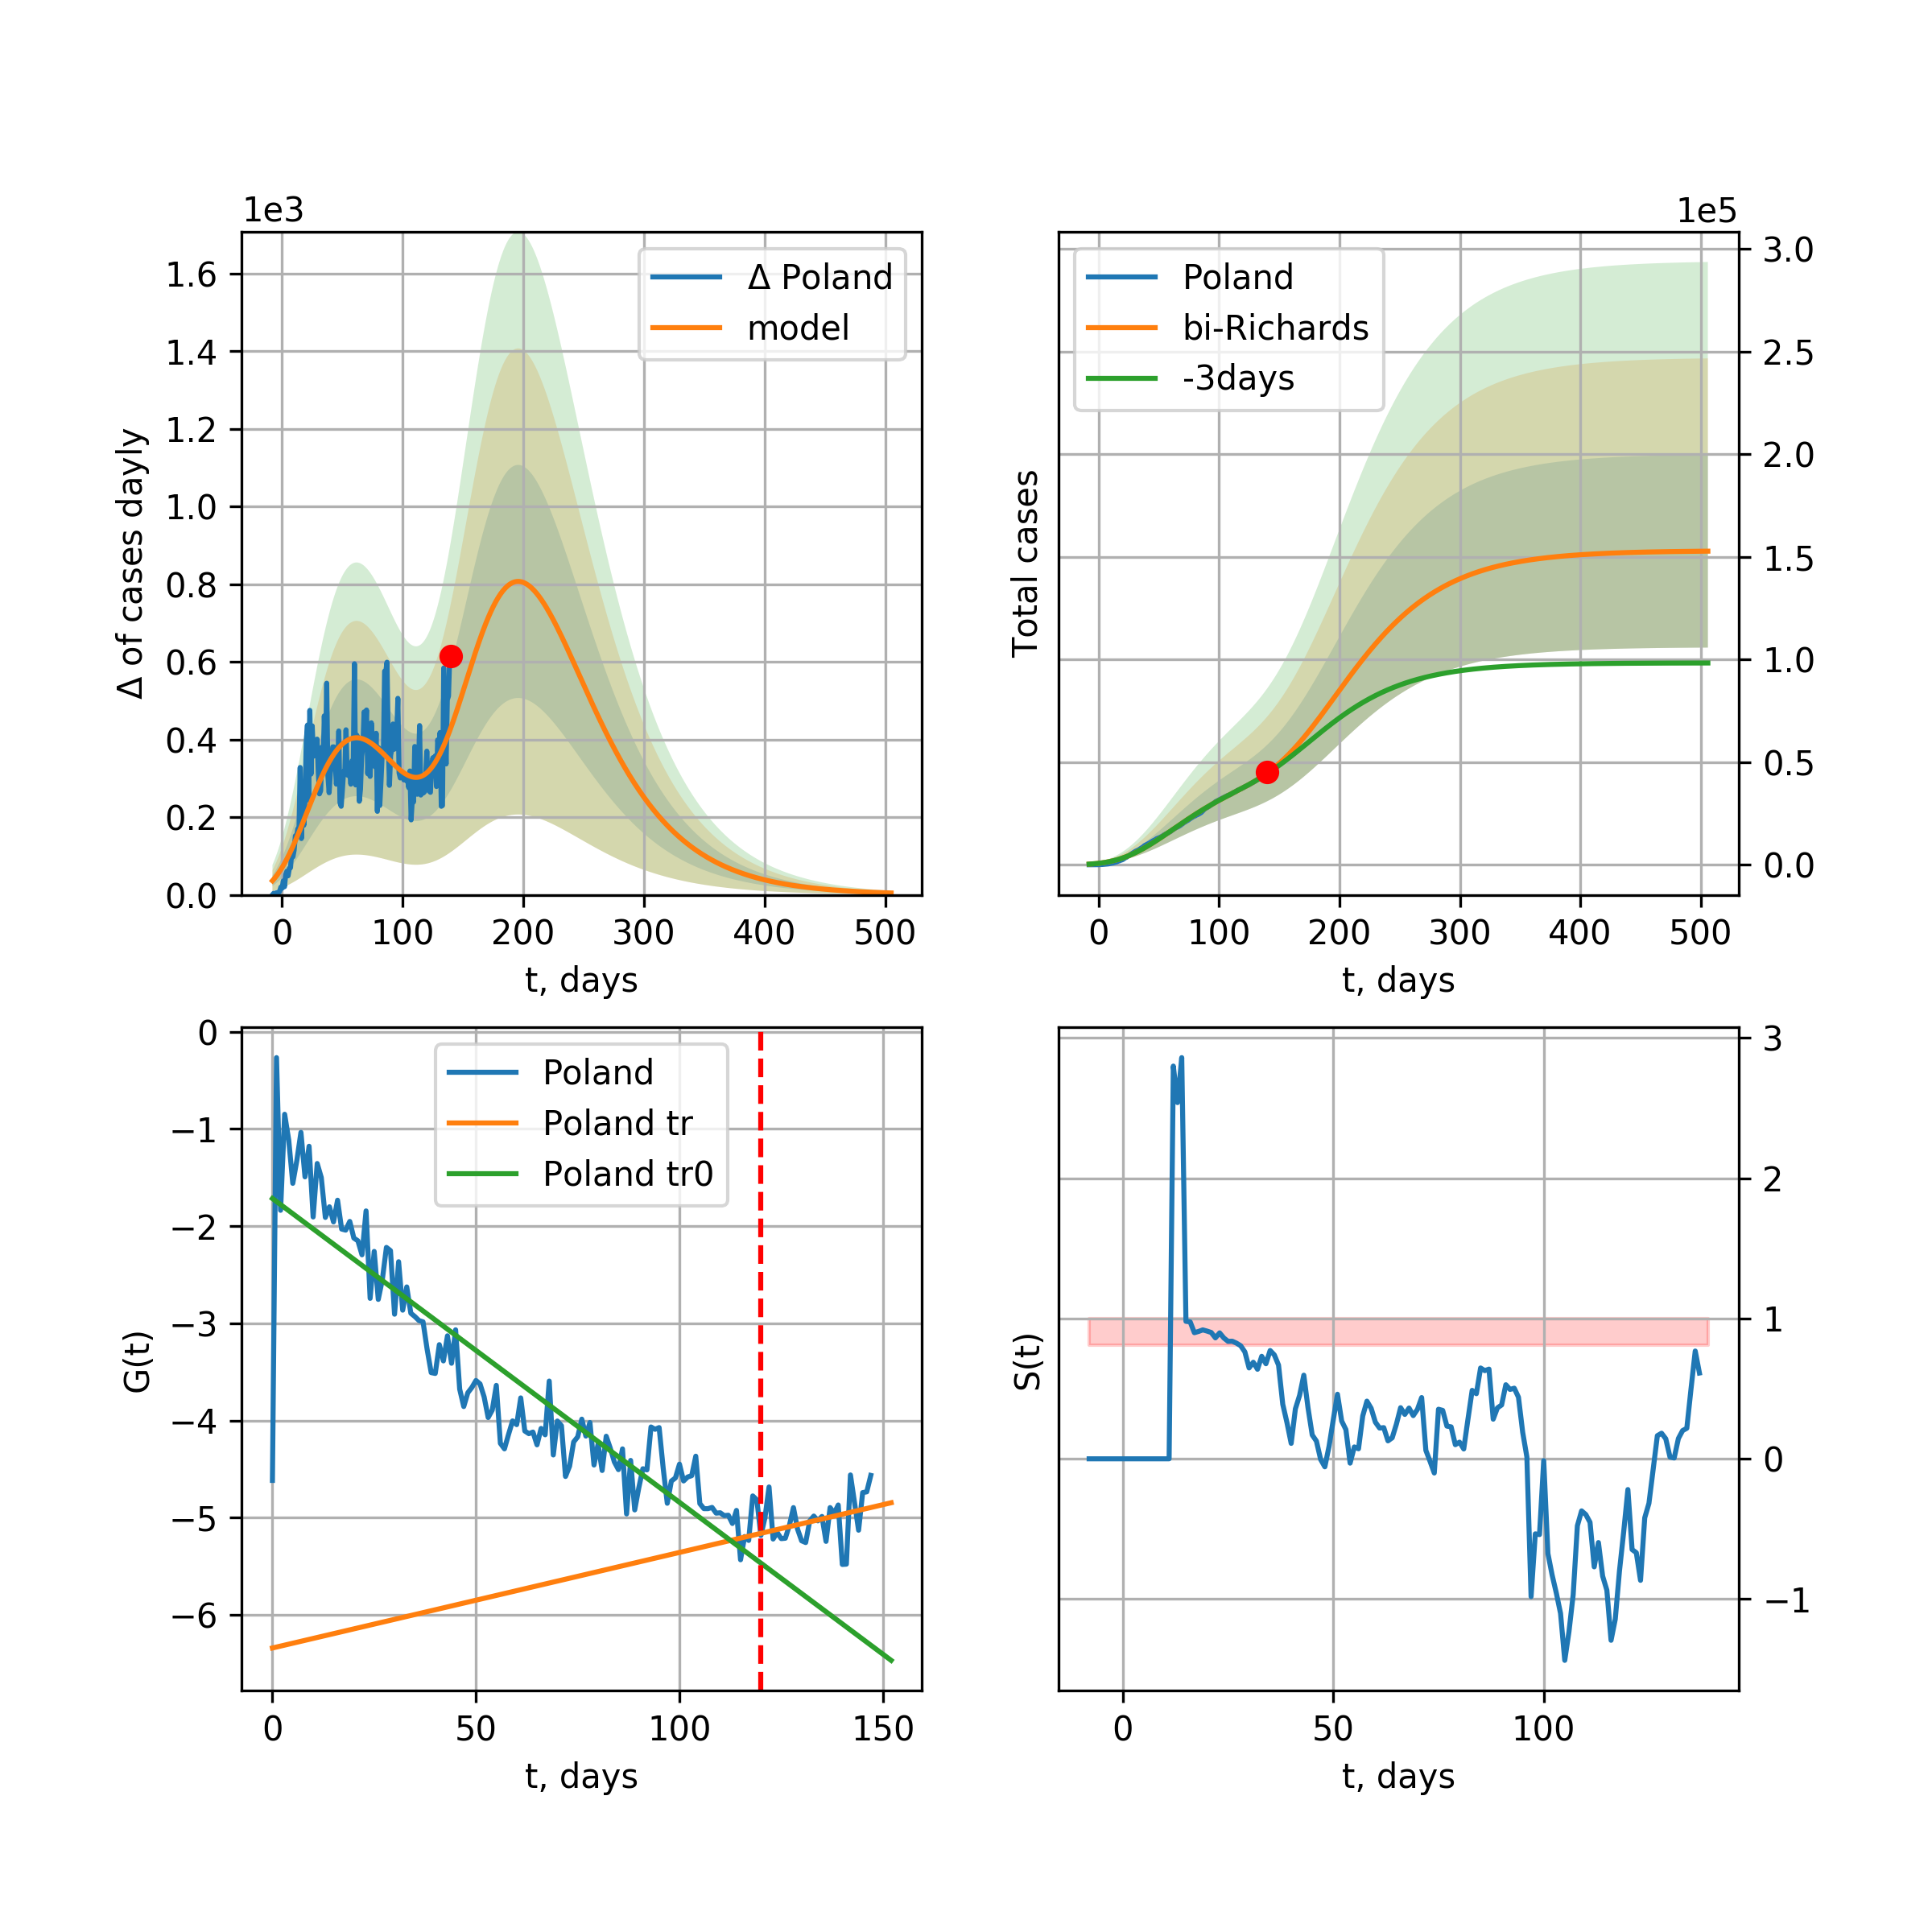 1e3
Δ of cases dayly
1.6
1.4
1.2
1.0
0.8
0.6
0.4
0.2
0.0
Δ Poland
model
0 100 200 300 400 500
t, days
1e5
Total cases
Poland
bi-Richards
-3days
3.0
2.5
2.0
1.5
1.0
0.5
0.0
0 100 200 300 400 500
t, days
G(t)
0
−1
−2
−3
−4
−5
−6
Poland
Poland tr
Poland tr0
0 50 100 150
t, days
S(t)
3
2
1
0
−1
0 50 100
t, days